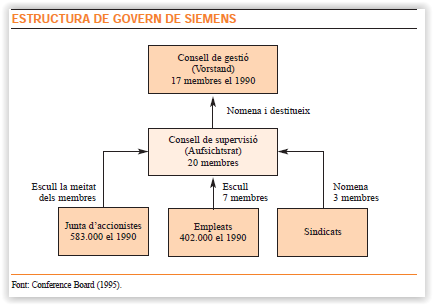 ESTRUCTURA DE GOVERN DE SIEMENS
Consell de gestió
(Vorstand)
17 membres el 1990
Nomena i destitueix
Consell de supervisió
(Aufsichtsrat)
20 membres
Escull la meitat
dels membres
Escull
7 membres
Nomena
3 membres
Junta d'accionistes
583.000 el 1990
Empleats
402.000 el 1990
Sindicats
Font: Conference Board (1995).